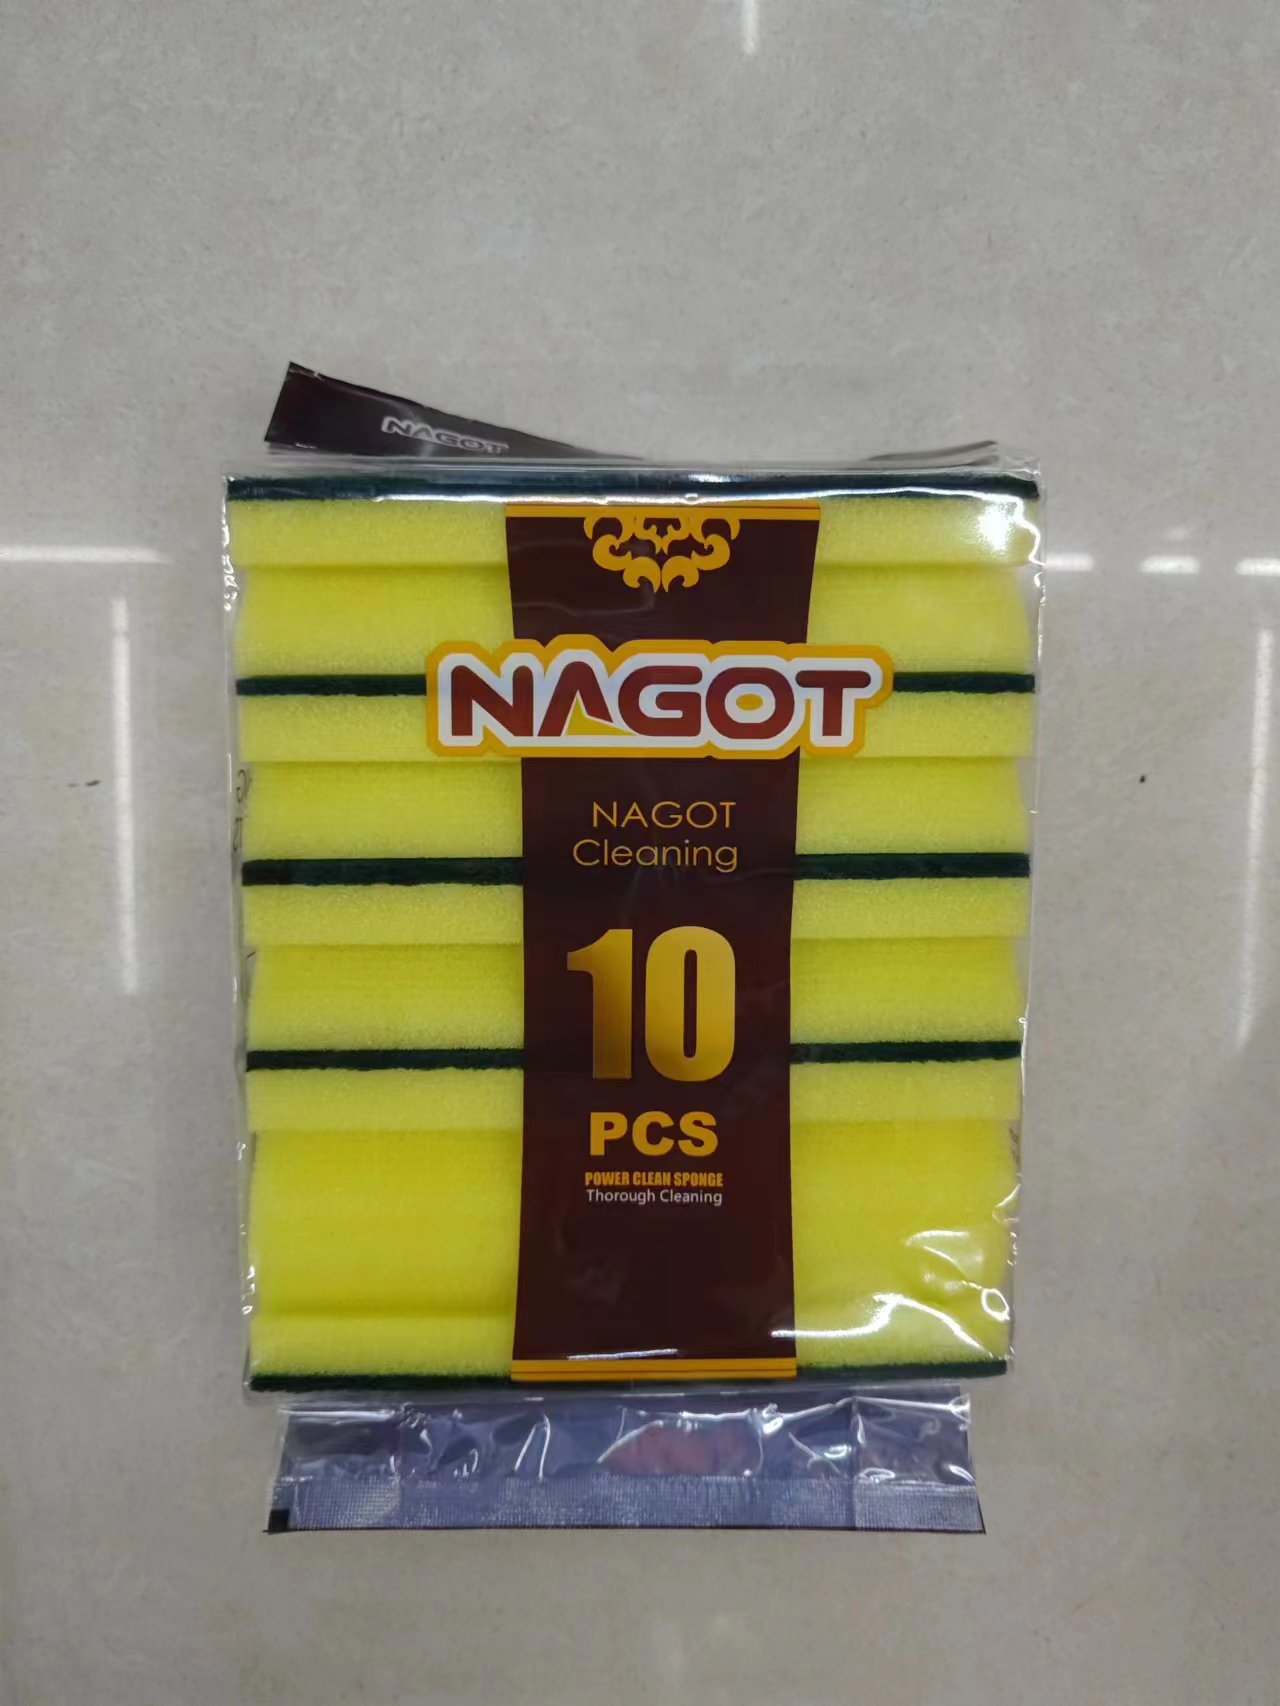 NAGOT
NAGOT
NAGOT
Cleaning
10
PCS
POWER CLEAN SPONGE
Thorough Cleaning